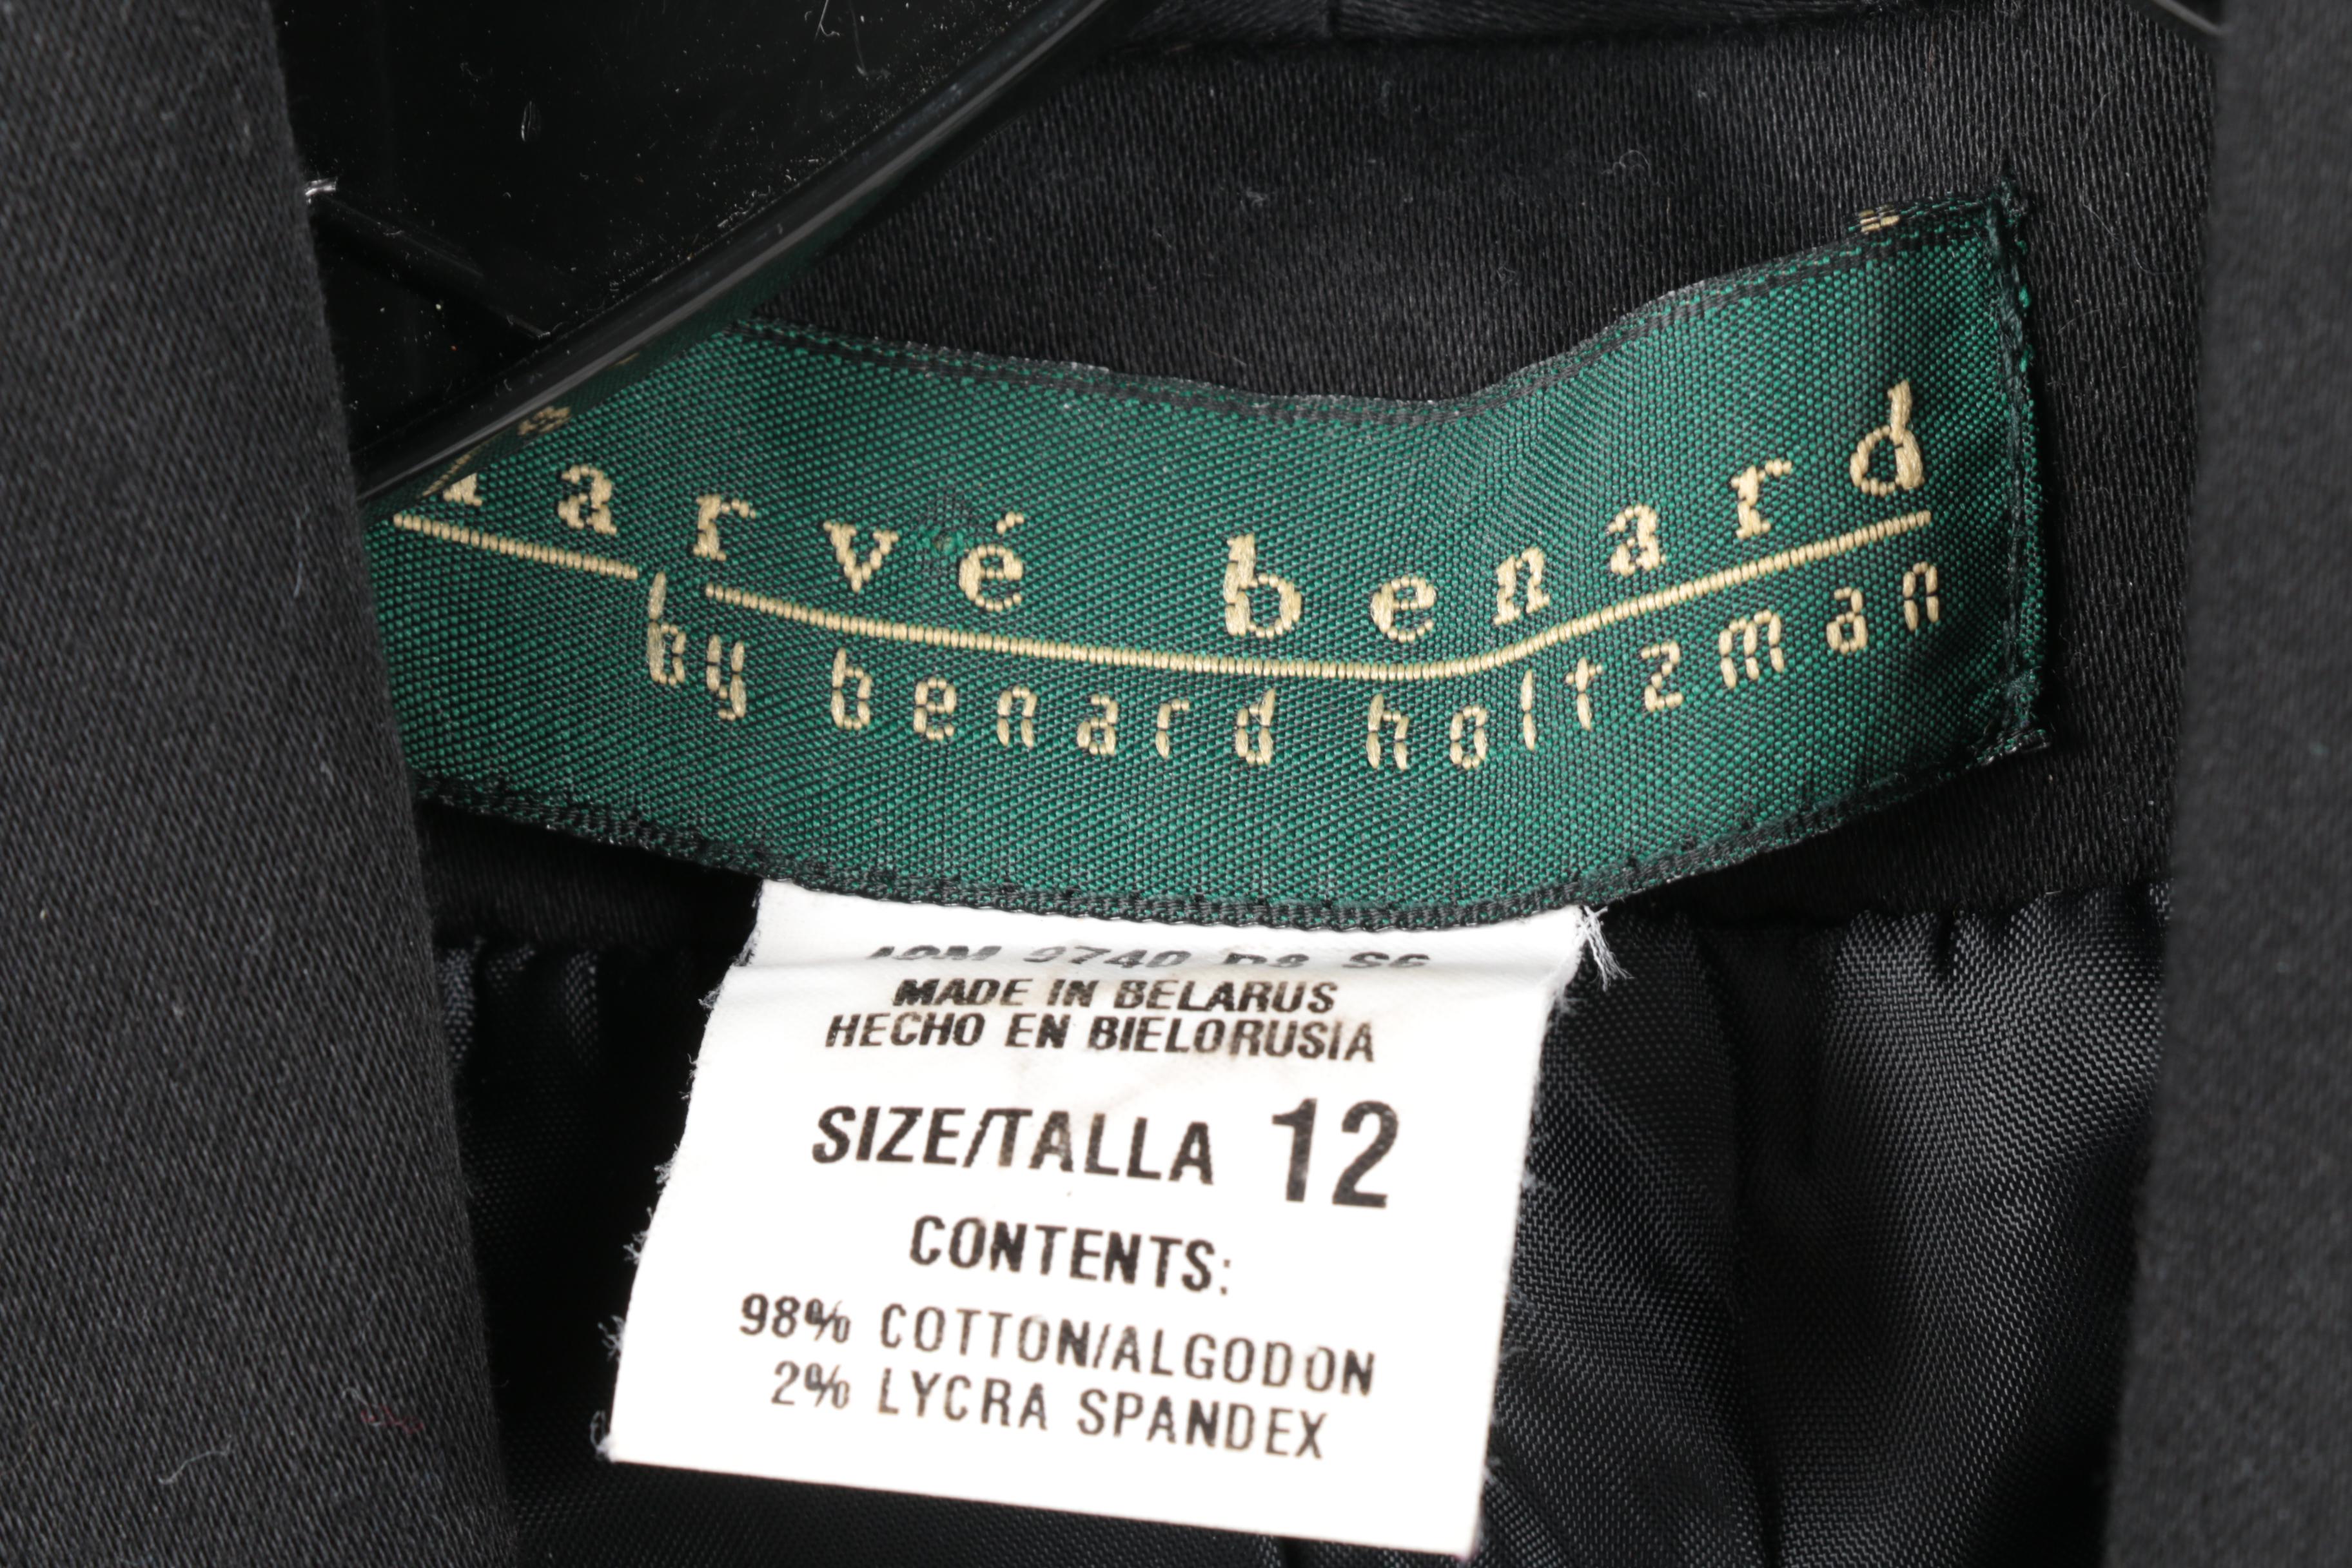 arvé benard
by benard holtzman
MADE IN BELARUS
HECHO EN BIELORUSIA
SIZE/TALLA 12
CONTENTS:
98% COTTON/ALGODON
2% LYCRA SPANDEX